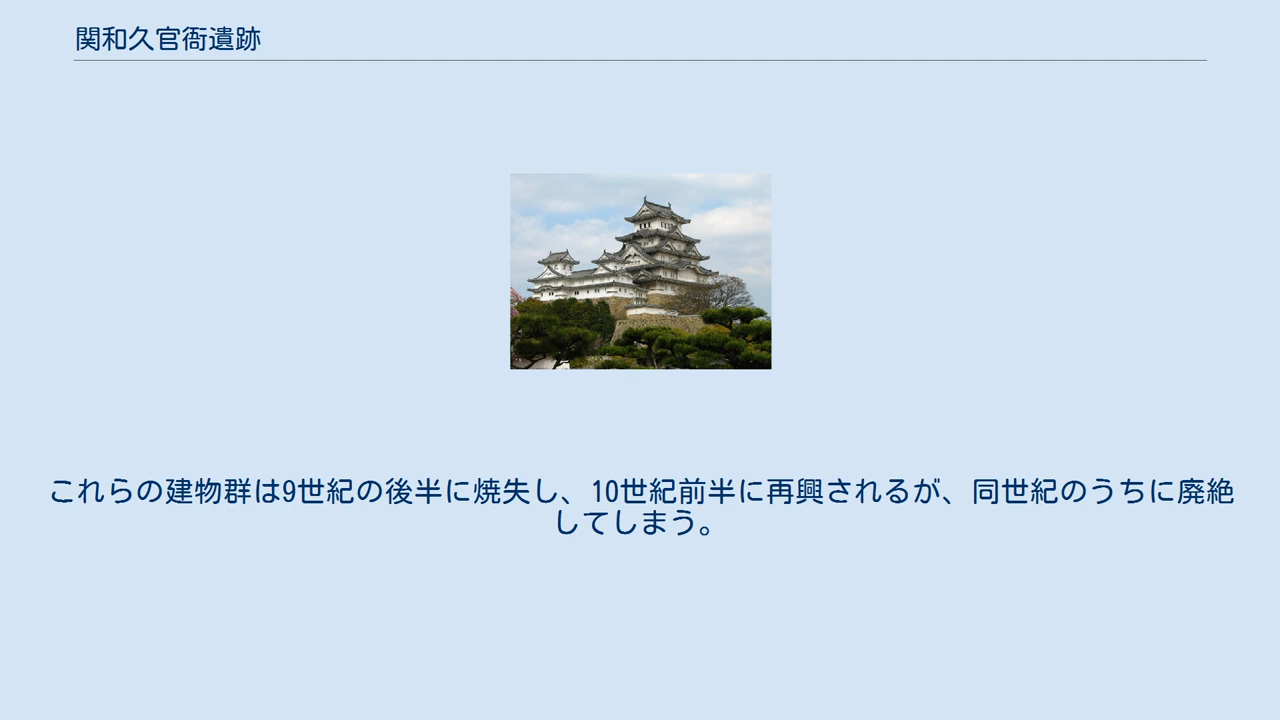 関和久官衙遺跡
これらの建物群は9世紀の後半に焼失し、10世紀前半に再興されるが、同世紀のうちに廃絶
してしまう。